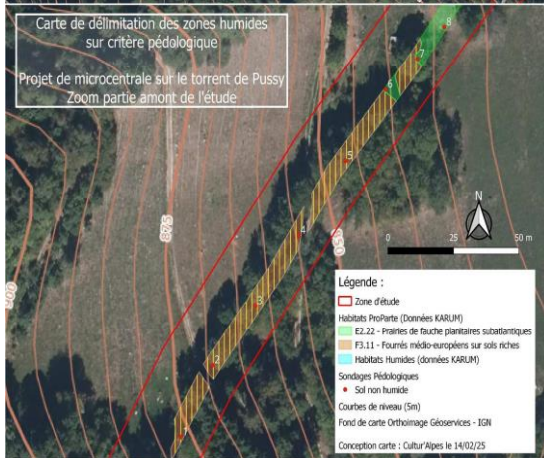 Carte de délimitation des zones humides
sur critère pédologique
Projet de microcentrale sur le torrent de Pussy
Zoom partie amont de l'étude
8
7
6
5
4
3
2
1
875
850
900
N
0 25 50 m
Légende :
Zone d'étude
Habitats ProParte (Données KARUM)
E2.22 - Prairies de fauche planitaires subatlantiques
F3.11 - Fourrés médio-européens sur sols riches
Habitats Humides (données KARUM)
Sondages Pédologiques
Sol non humide
Courbes de niveau (5m)
Fond de carte Orthoimage Géoservices - IGN
Conception carte : Cultur'Alpes le 14/02/25